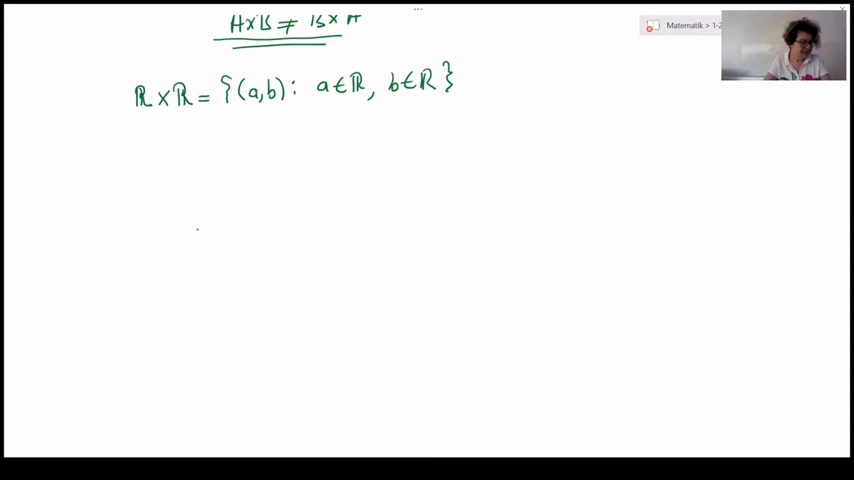 A×B ≠ B×A
ℝ×ℝ = {(a,b): a∈ℝ, b∈ℝ}
Matematik > 1-2